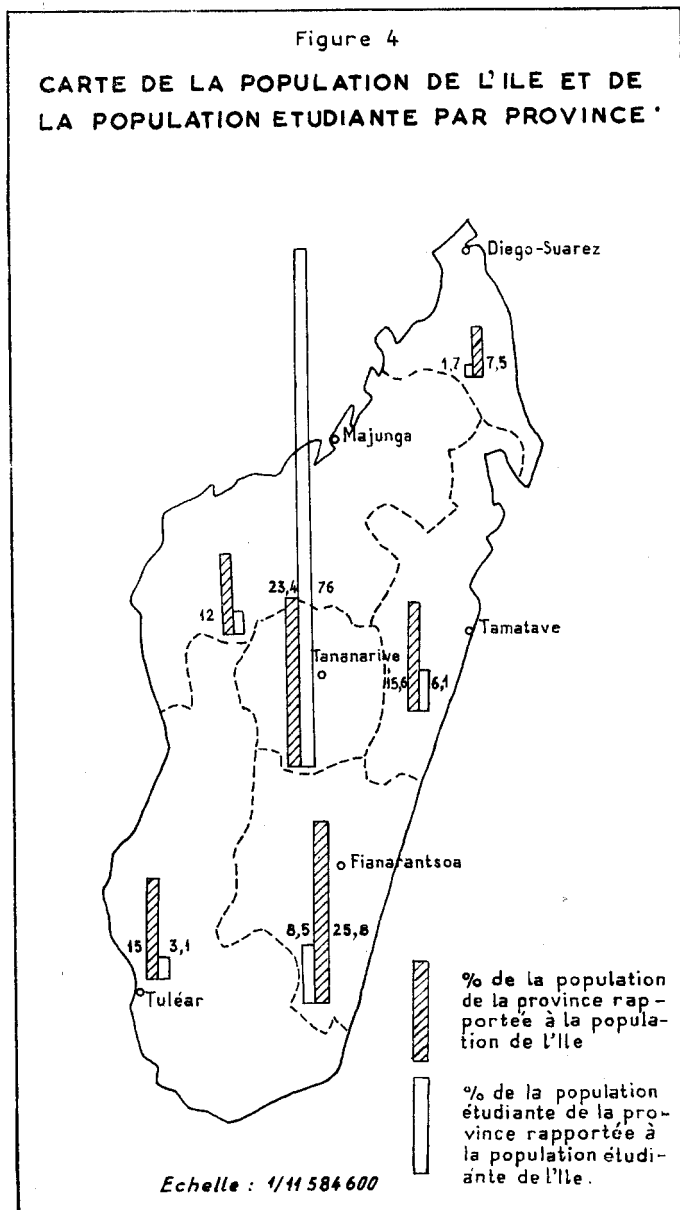 Figure 4
CARTE DE LA POPULATION DE L'ILE ET DE
LA POPULATION ETUDIANTE PAR PROVINCE.
Diego-Suarez
1,7 7,5
Majunga
23,4 76
12
Tamatave
Tananarive
15,6 6,1
Fianarantsoa
8,5 25,8
15 3,1
Tuléar
% de la population
de la province rap-
portée à la popula-
tion de l'Ile
% de la population
étudiante de la pro-
vince rapportée à
la population étudi-
ante de l'Ile.
Echelle : 1/11 584 600